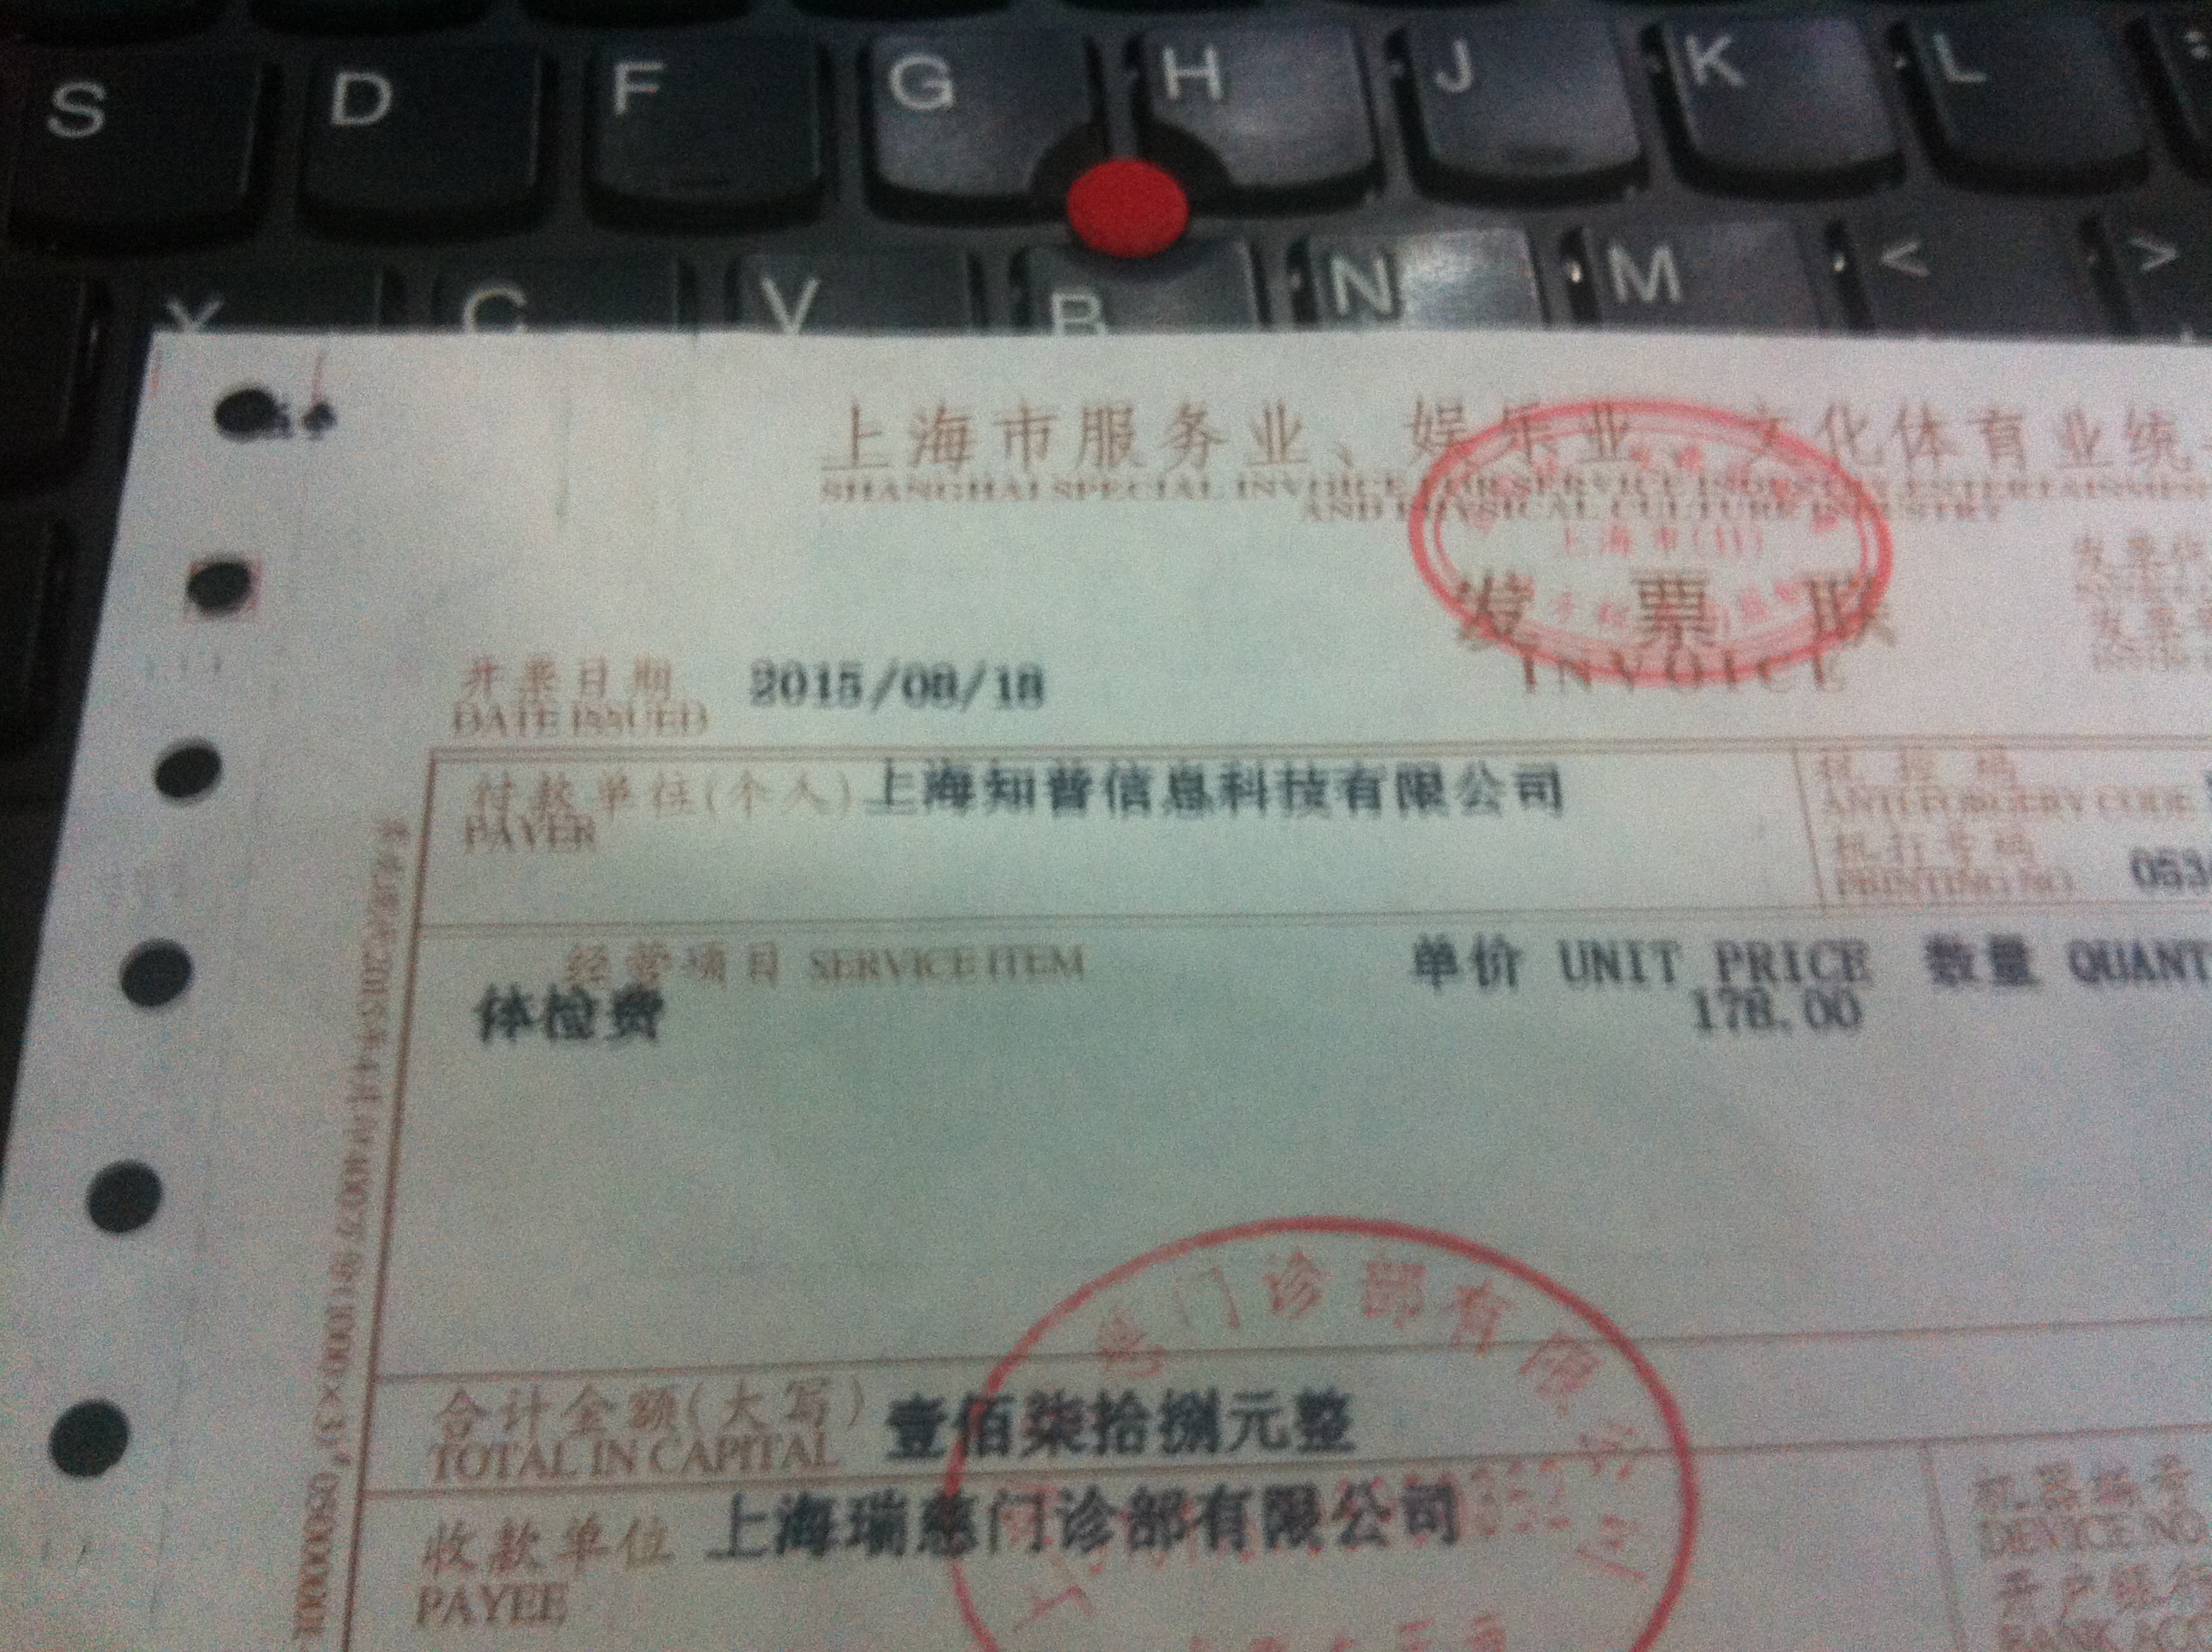 S D F G H J K L
X C V B N M < >
上海市服务业、娱乐业、文化体育业统
SHANGHAI SPECIAL INVOICE FOR SERVICE INDUSTRY ENTERTAINMENT
AND PHYSICAL CULTURE INDUSTRY
上海市
发票联
INVOICE
开票日期 2015/08/18
DATE ISSUED
付款单位(个人) 上海知普信息科技有限公司
PAYER
税控码
ANTI FORGERY CODE
机打号码
PRINTING NO. 053
经营项目 SERVICE ITEM 单价 UNIT PRICE 数量 QUANT
体检费 178.00
合计金额(大写) 壹佰柒拾捌元整
TOTAL IN CAPITAL
收款单位 上海瑞慈门诊部有限公司
PAYEE
机器编号
DEVICE NO.
开户银行
BANK AC
慈门诊部有限公司